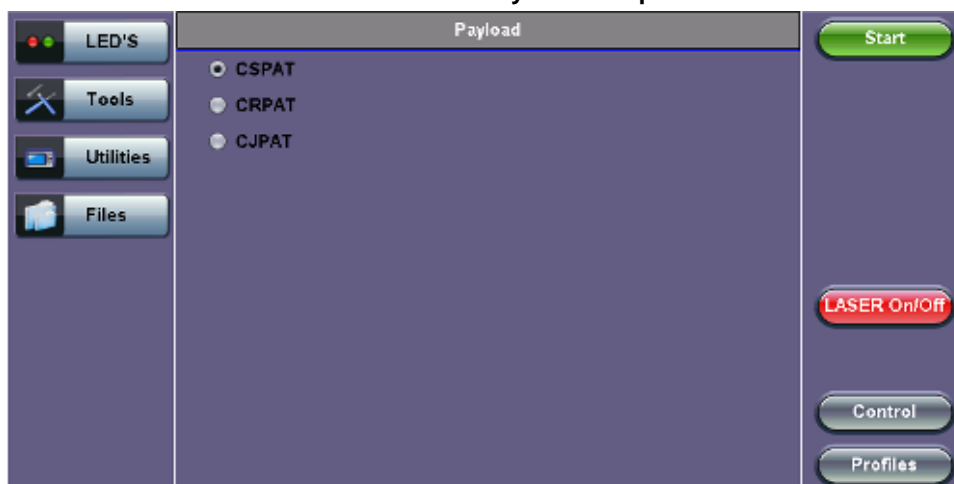 LED'S
Tools
Utilities
Files
Payload
CSPAT
CRPAT
CJPAT
Start
LASER On/Off
Control
Profiles